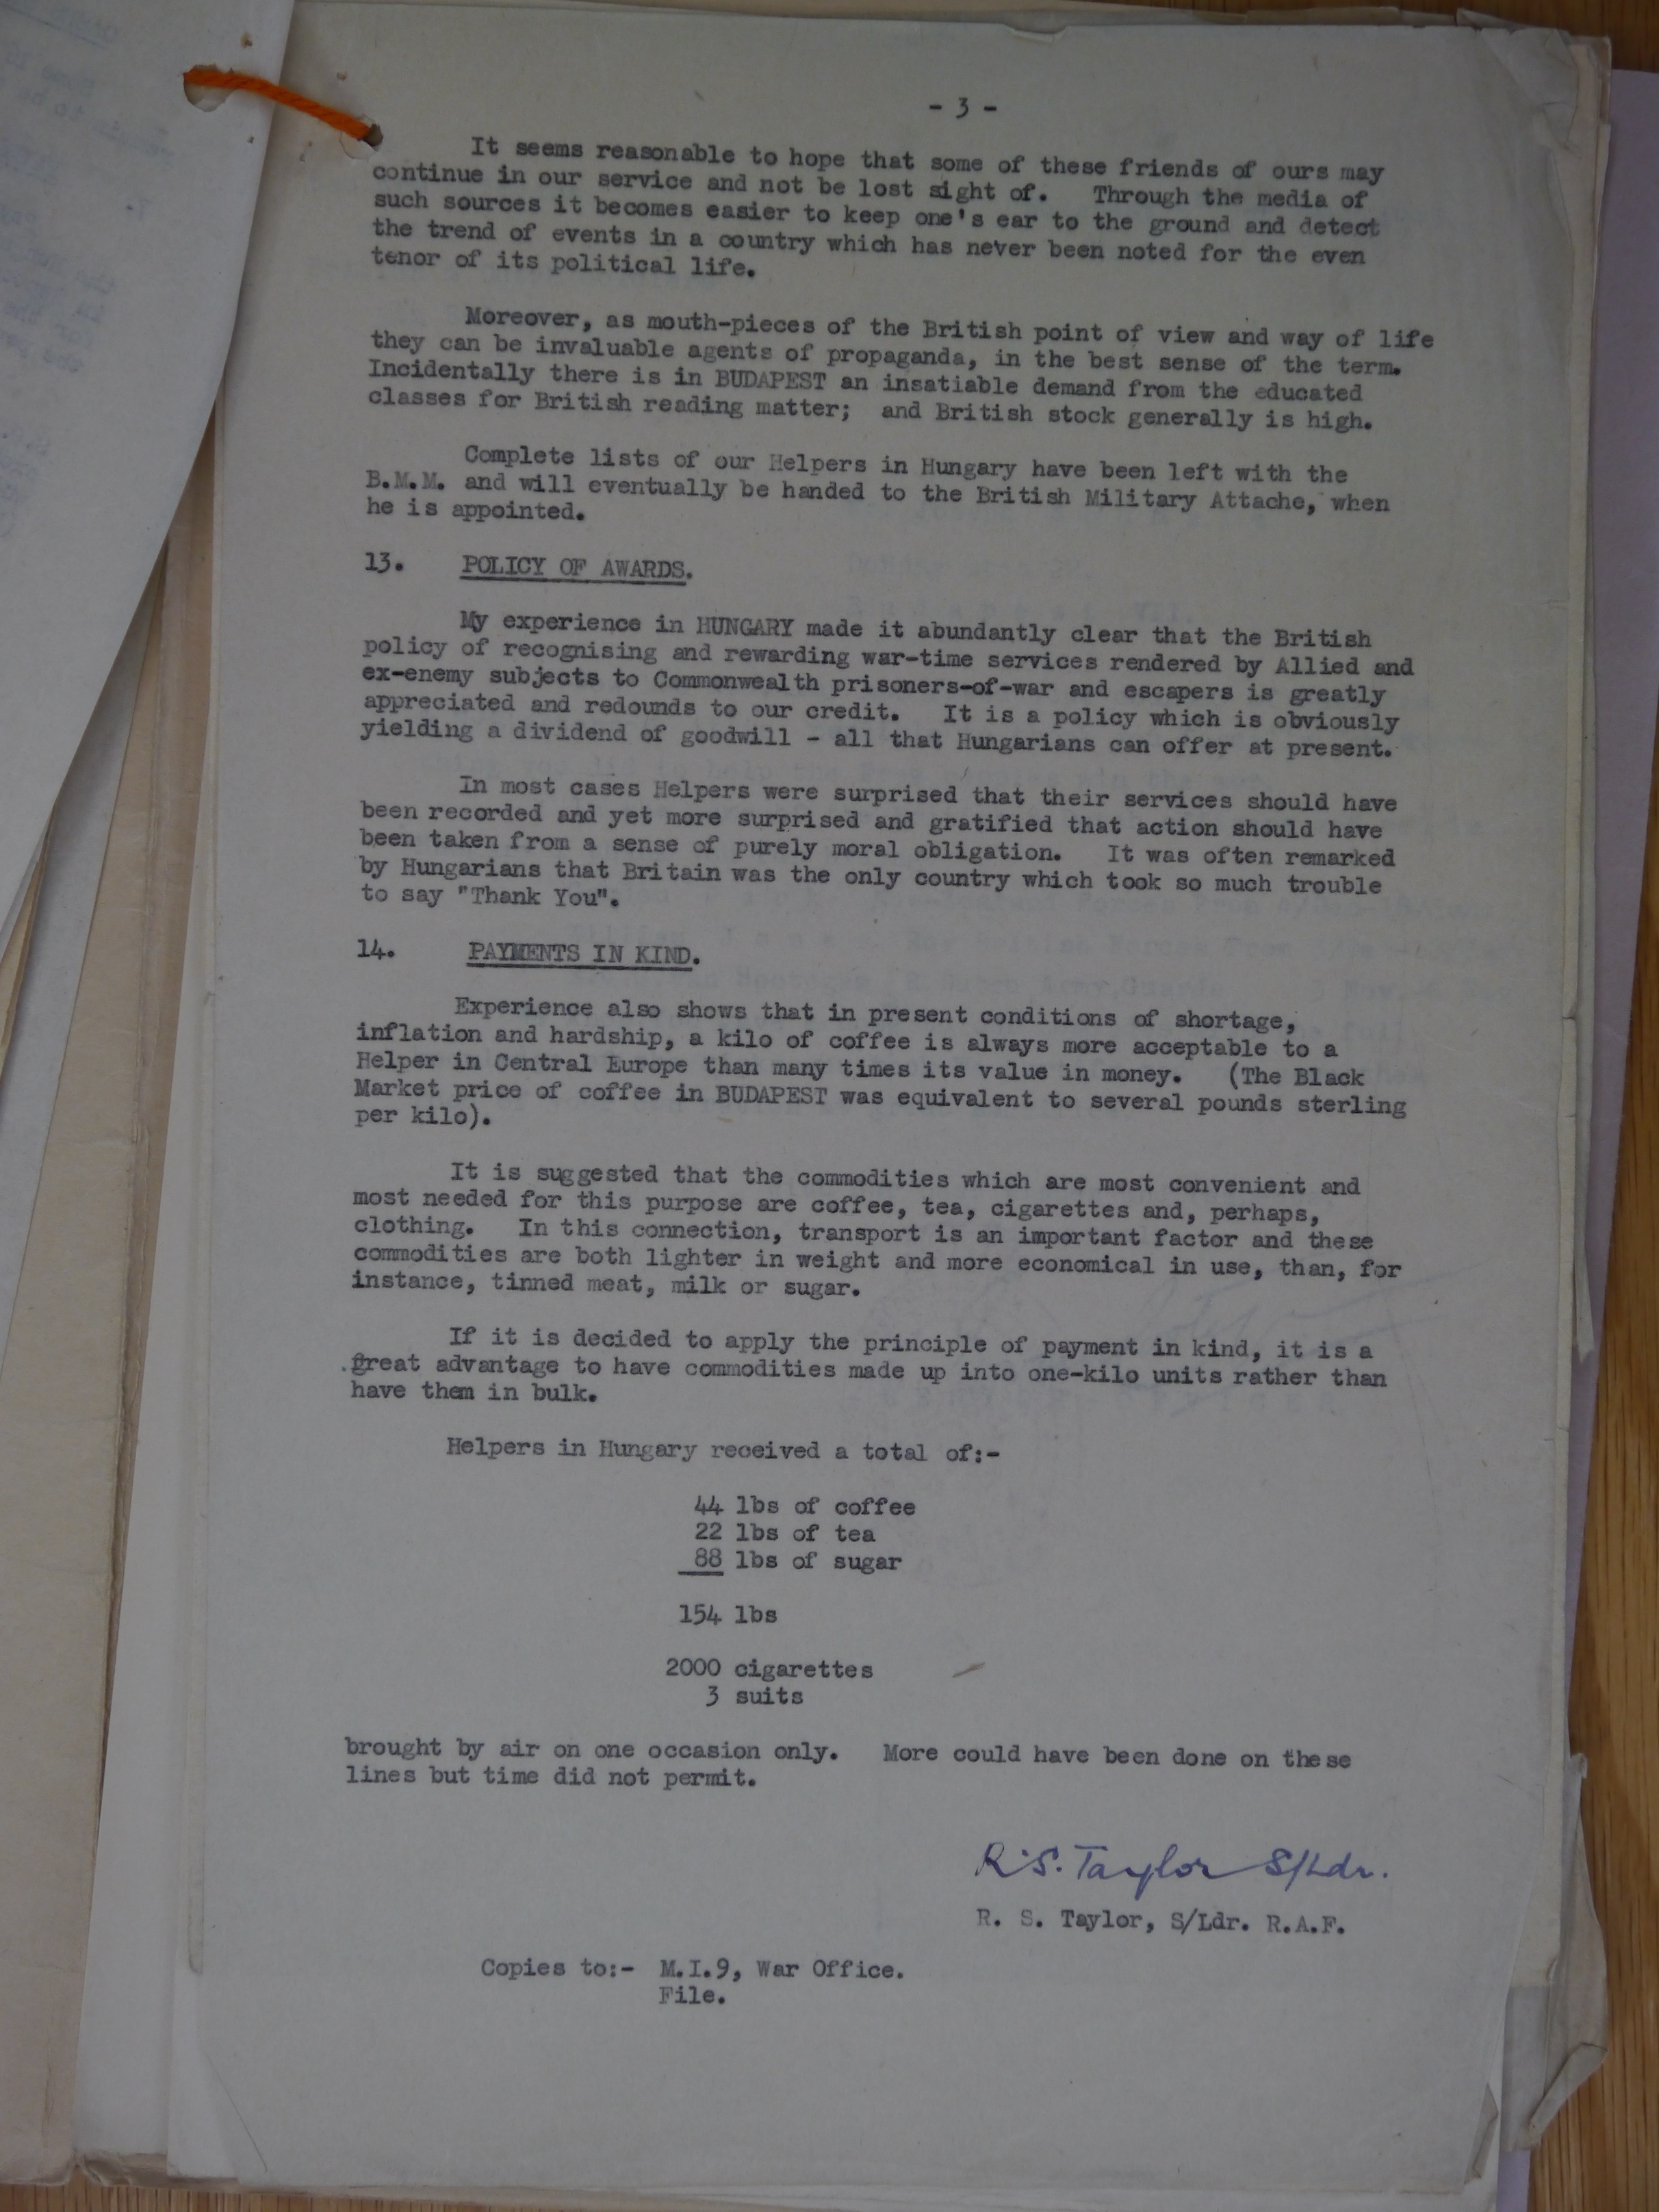 - 3 -
It seems reasonable to hope that some of these friends of ours may
continue in our service and not be lost sight of. Through the media of
such sources it becomes easier to keep one's ear to the ground and detect
the trend of events in a country which has never been noted for the even
tenor of its political life.
Moreover, as mouth-pieces of the British point of view and way of life
they can be invaluable agents of propaganda, in the best sense of the term.
Incidentally there is in BUDAPEST an insatiable demand from the educated
classes for British reading matter; and British stock generally is high.
Complete lists of our Helpers in Hungary have been left with the
B.M.M. and will eventually be handed to the British Military Attache, when
he is appointed.
13. POLICY OF AWARDS.
My experience in HUNGARY made it abundantly clear that the British
policy of recognising and rewarding war-time services rendered by Allied and
ex-enemy subjects to Commonwealth prisoners-of-war and escapers is greatly
appreciated and redounds to our credit. It is a policy which is obviously
yielding a dividend of goodwill - all that Hungarians can offer at present.
In most cases Helpers were surprised that their services should have
been recorded and yet more surprised and gratified that action should have
been taken from a sense of purely moral obligation. It was often remarked
by Hungarians that Britain was the only country which took so much trouble
to say "Thank You".
14. PAYMENTS IN KIND.
Experience also shows that in present conditions of shortage,
inflation and hardship, a kilo of coffee is always more acceptable to a
Helper in Central Europe than many times its value in money. (The Black
Market price of coffee in BUDAPEST was equivalent to several pounds sterling
per kilo).
It is suggested that the commodities which are most convenient and
most needed for this purpose are coffee, tea, cigarettes and, perhaps,
clothing. In this connection, transport is an important factor and these
commodities are both lighter in weight and more economical in use, than, for
instance, tinned meat, milk or sugar.
If it is decided to apply the principle of payment in kind, it is a
great advantage to have commodities made up into one-kilo units rather than
have them in bulk.
Helpers in Hungary received a total of:-
44 lbs of coffee
22 lbs of tea
88 lbs of sugar
154 lbs
2000 cigarettes
3 suits
brought by air on one occasion only. More could have been done on these
lines but time did not permit.
R.S. Taylor S/Ldr.
R. S. Taylor, S/Ldr. R.A.F.
Copies to:- M.I.9, War Office.
File.